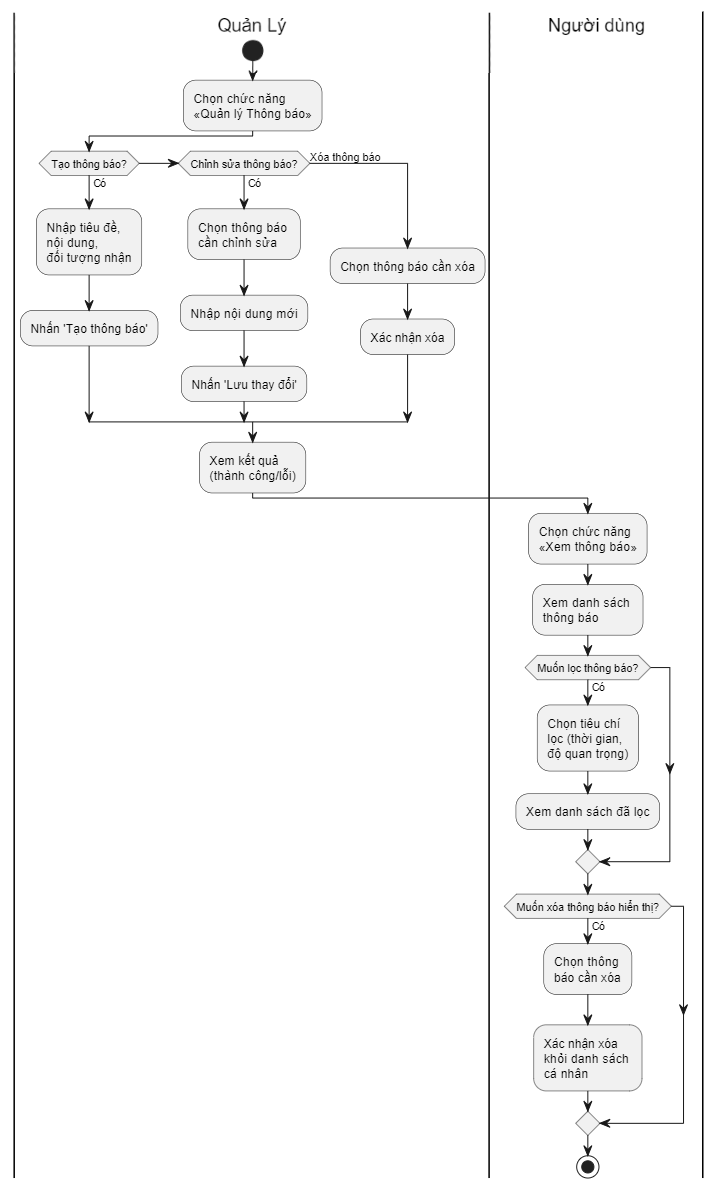 Quản Lý
Người dùng
Chọn chức năng
«Quản lý Thông báo»
Tạo thông báo?
Chỉnh sửa thông báo?
Xóa thông báo
Có
Có
Nhập tiêu đề,
nội dung,
đối tượng nhận
Chọn thông báo
cần chỉnh sửa
Chọn thông báo cần xóa
Nhấn 'Tạo thông báo'
Nhập nội dung mới
Xác nhận xóa
Nhấn 'Lưu thay đổi'
Xem kết quả
(thành công/lỗi)
Chọn chức năng
«Xem thông báo»
Xem danh sách
thông báo
Muốn lọc thông báo?
Có
Chọn tiêu chí
lọc (thời gian,
độ quan trọng)
Xem danh sách đã lọc
Muốn xóa thông báo hiển thị?
Có
Chọn thông
báo cần xóa
Xác nhận xóa
khỏi danh sách
cá nhân